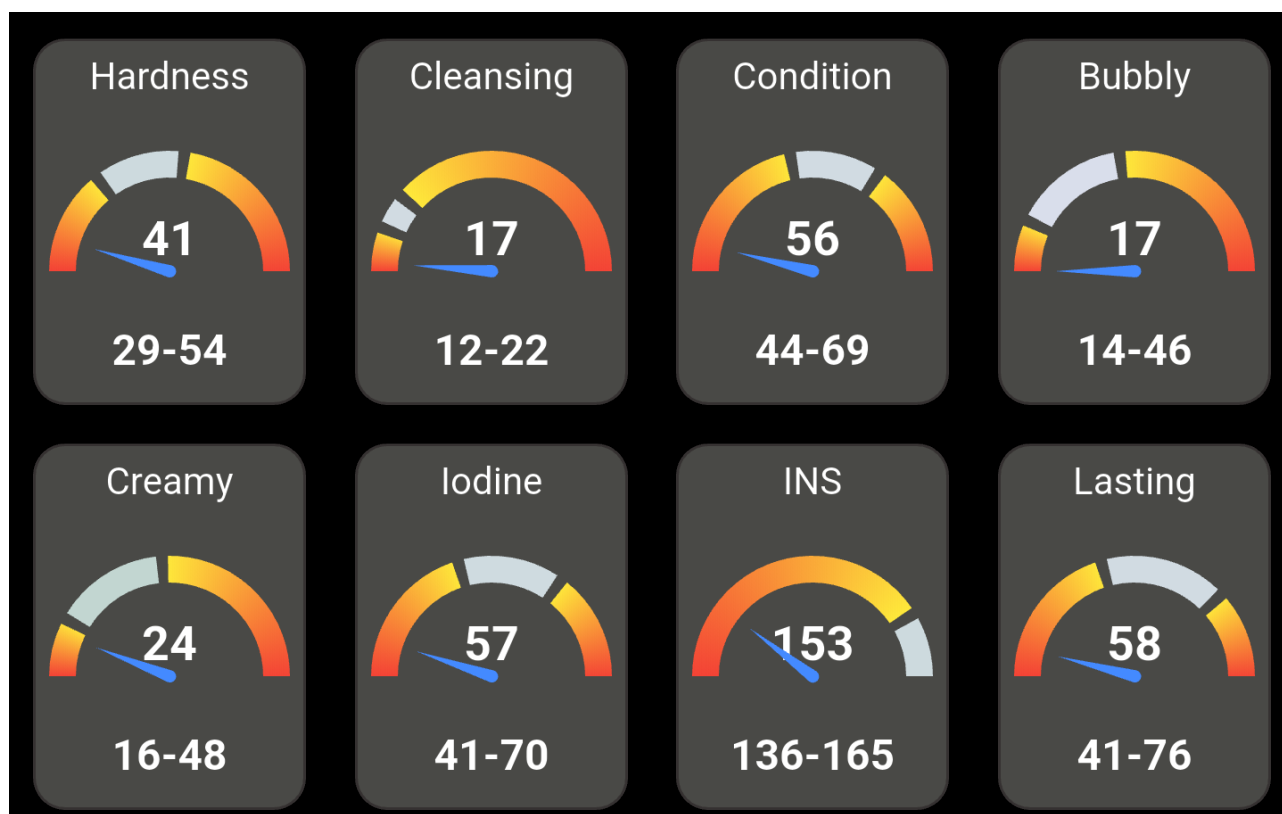 Hardness
Cleansing
Condition
Bubbly
41
17
56
17
29-54
12-22
44-69
14-46
Creamy
Iodine
INS
Lasting
24
57
153
58
16-48
41-70
136-165
41-76